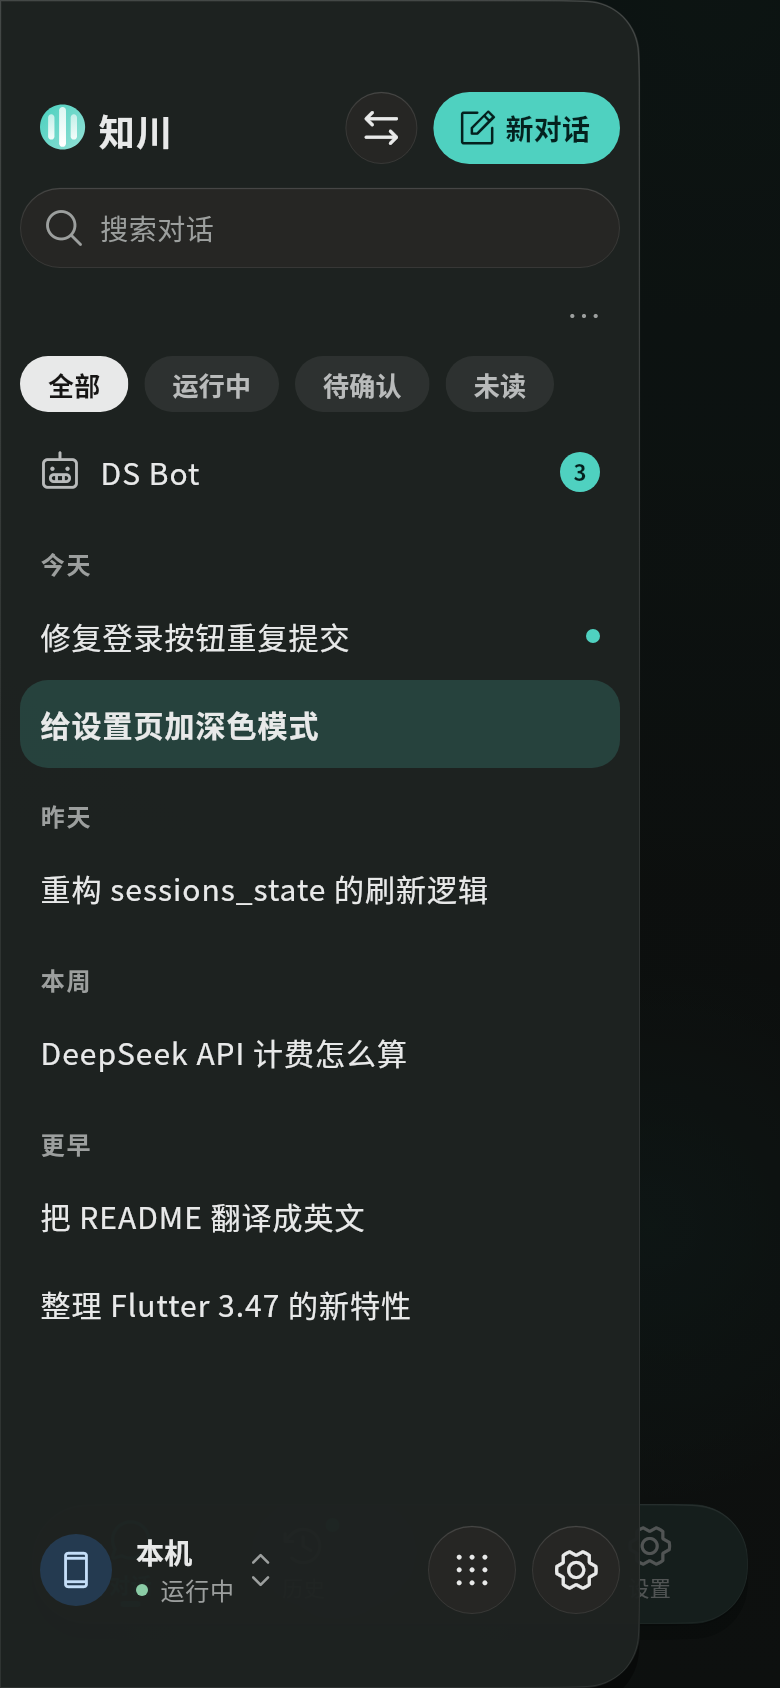 知川
新对话
搜索对话
全部 运行中 待确认 未读
DS Bot 3
今天
修复登录按钮重复提交
给设置页加深色模式
昨天
重构 sessions_state 的刷新逻辑
本周
DeepSeek API 计费怎么算
更早
把 README 翻译成英文
整理 Flutter 3.47 的新特性
本机
运行中
设置